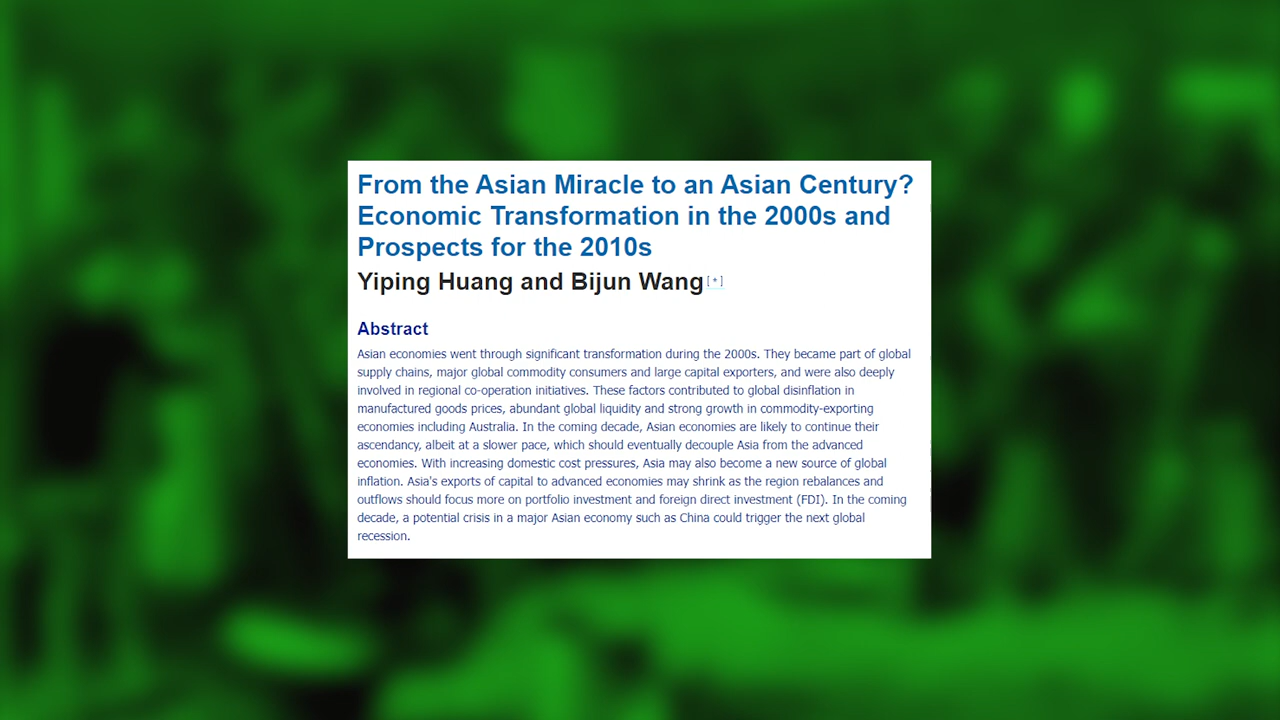 From the Asian Miracle to an Asian Century?
Economic Transformation in the 2000s and
Prospects for the 2010s
Yiping Huang and Bijun Wang[*]
Abstract
Asian economies went through significant transformation during the 2000s. They became part of global
supply chains, major global commodity consumers and large capital exporters, and were also deeply
involved in regional co-operation initiatives. These factors contributed to global disinflation in
manufactured goods prices, abundant global liquidity and strong growth in commodity-exporting
economies including Australia. In the coming decade, Asian economies are likely to continue their
ascendancy, albeit at a slower pace, which should eventually decouple Asia from the advanced
economies. With increasing domestic cost pressures, Asia may also become a new source of global
inflation. Asia's exports of capital to advanced economies may shrink as the region rebalances and
outflows should focus more on portfolio investment and foreign direct investment (FDI). In the coming
decade, a potential crisis in a major Asian economy such as China could trigger the next global
recession.